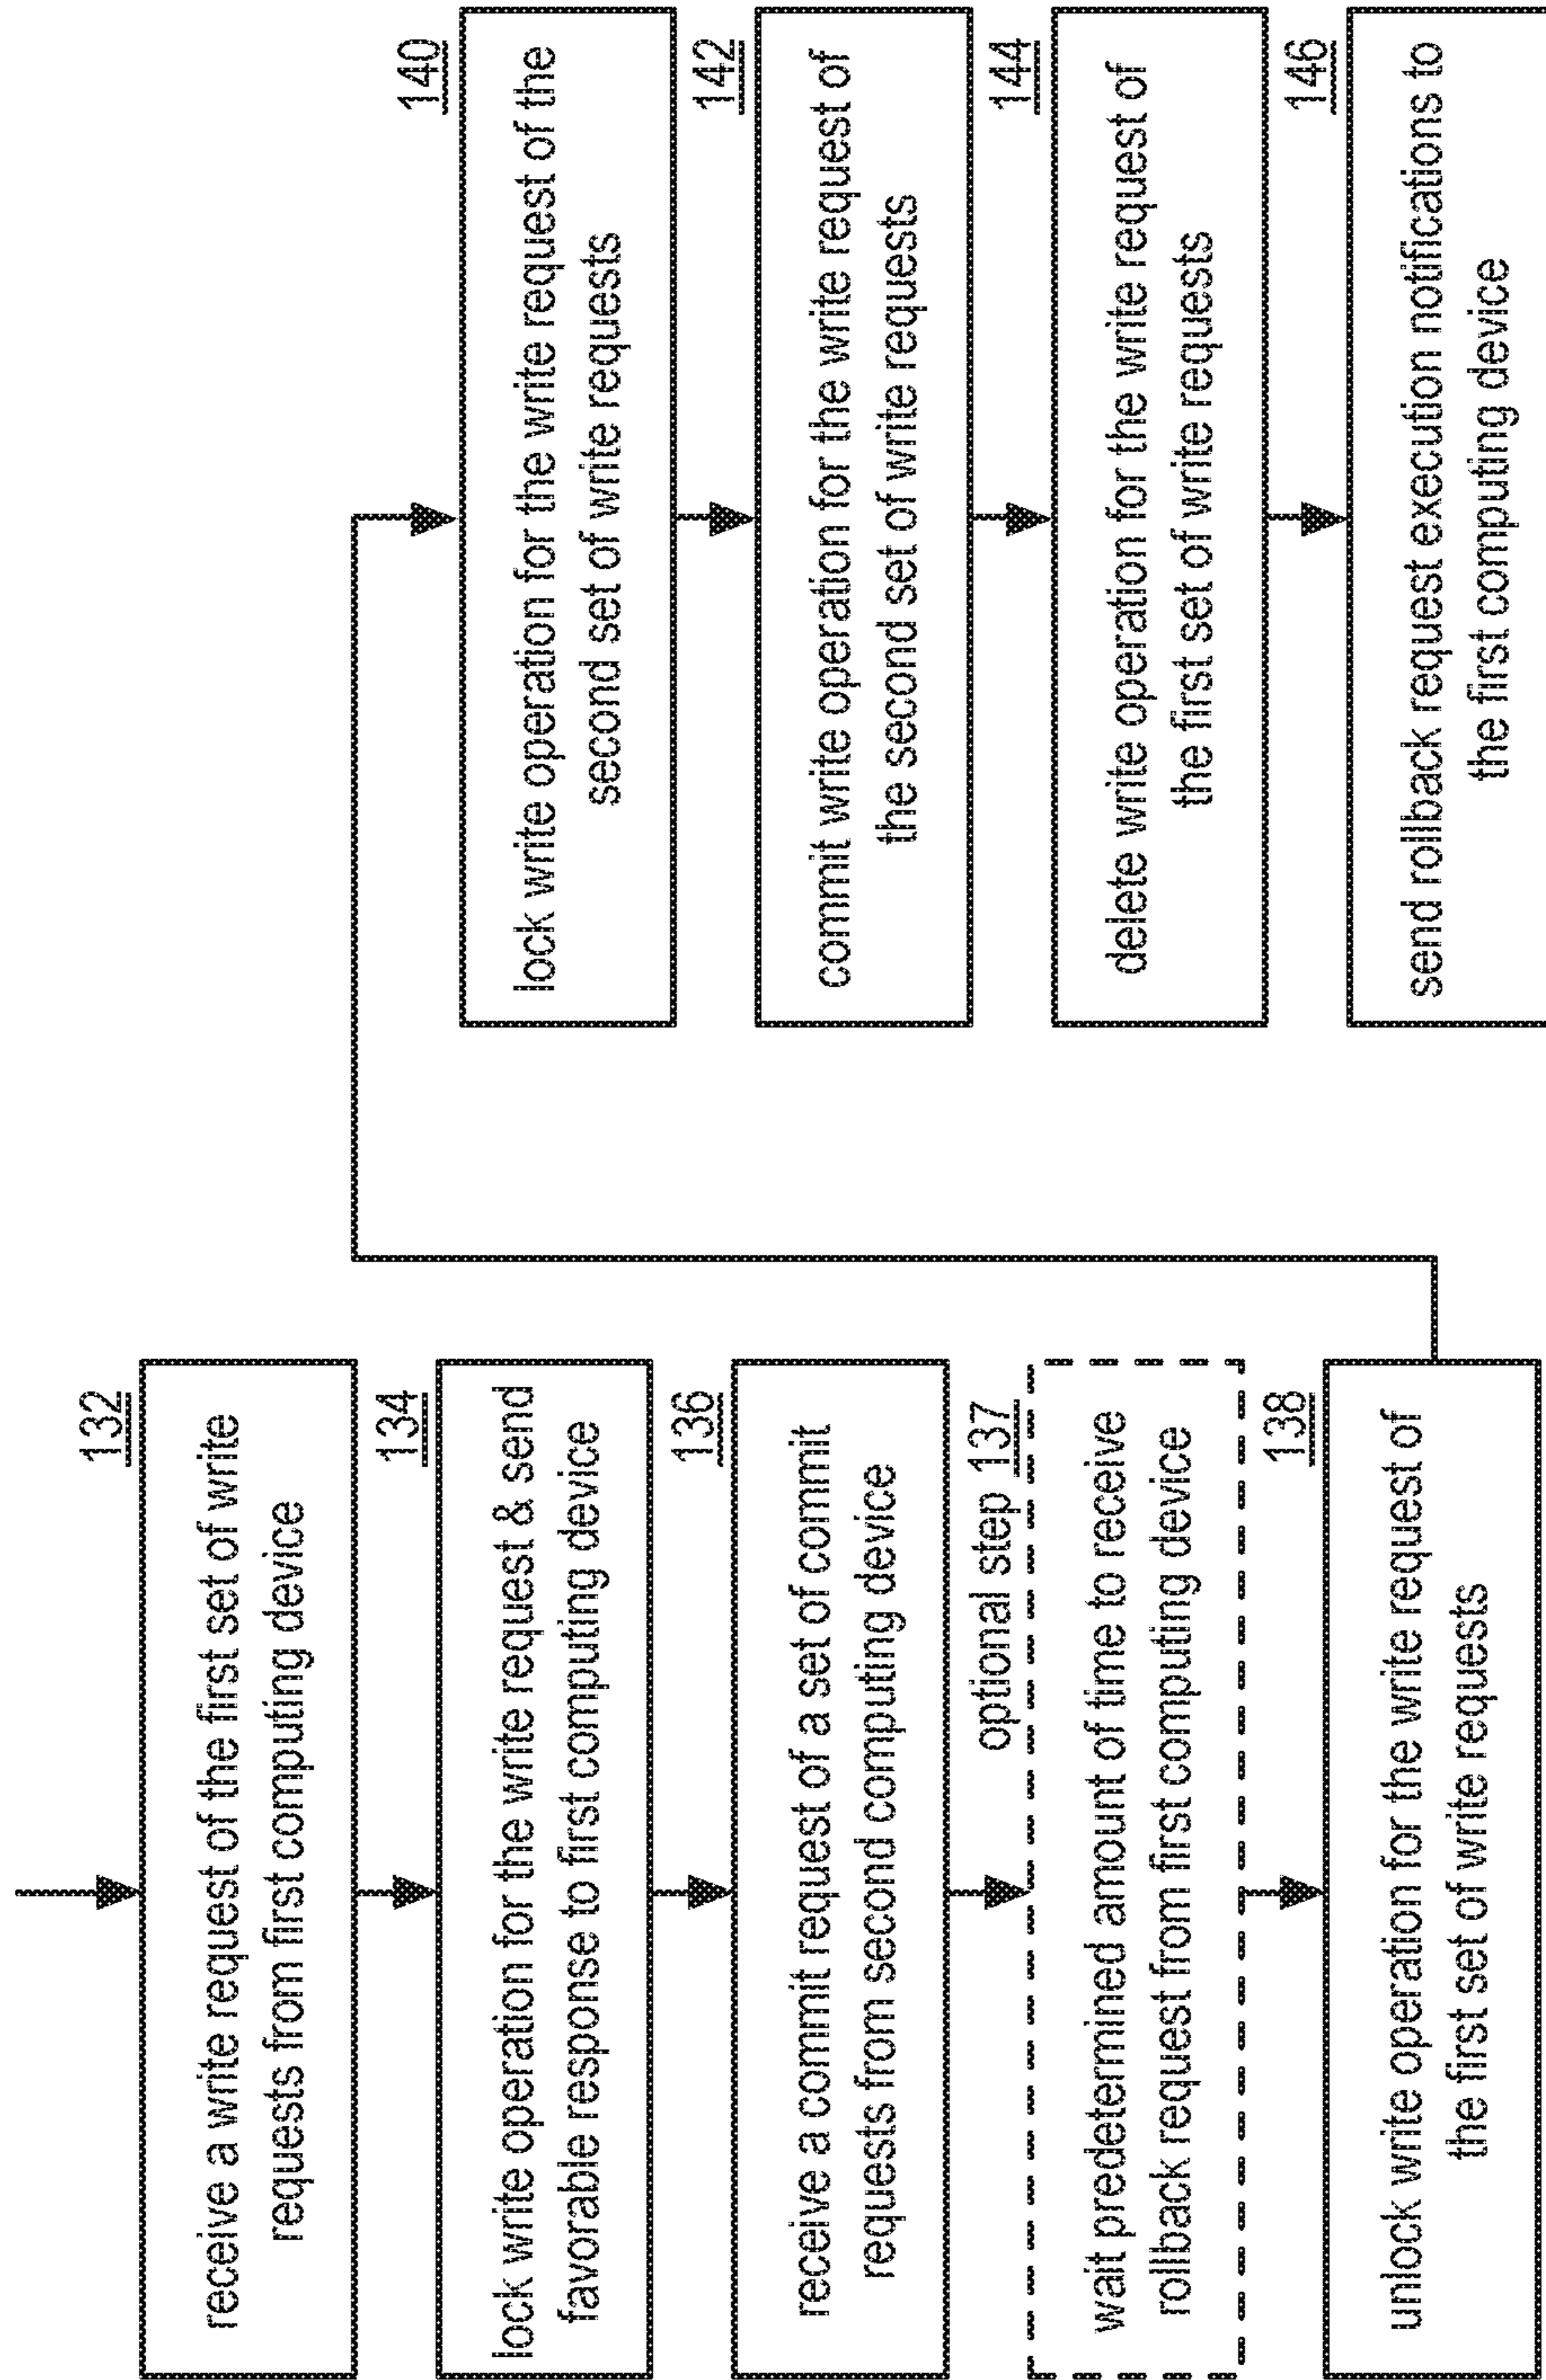 132
receive a write request of the first set of write
requests from first computing device
134
lock write operation for the write request & send
favorable response to first computing device
136
receive a commit request of a set of commit
requests from second computing device
optional step 137
wait predetermined amount of time to receive
rollback request from first computing device
138
unlock write operation for the write request of
the first set of write requests
140
lock write operation for the write request of the
second set of write requests
142
commit write operation for the write request of
the second set of write requests
144
delete write operation for the write request of
the first set of write requests
146
send rollback request execution notifications to
the first computing device